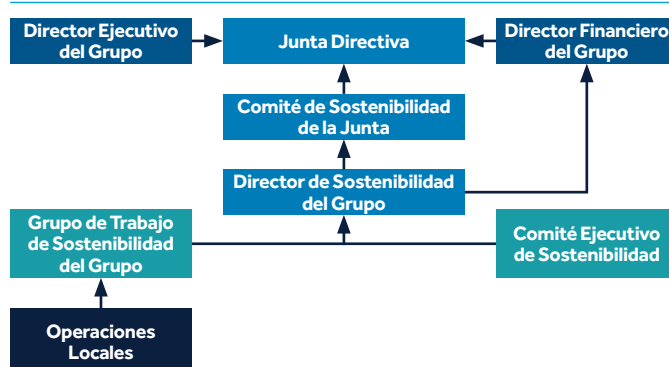 Director Ejecutivo
del Grupo
Junta Directiva
Director Financiero
del Grupo
Comité de Sostenibilidad
de la Junta
Director de Sostenibilidad
del Grupo
Grupo de Trabajo
de Sostenibilidad
del Grupo
Comité Ejecutivo
de Sostenibilidad
Operaciones
Locales